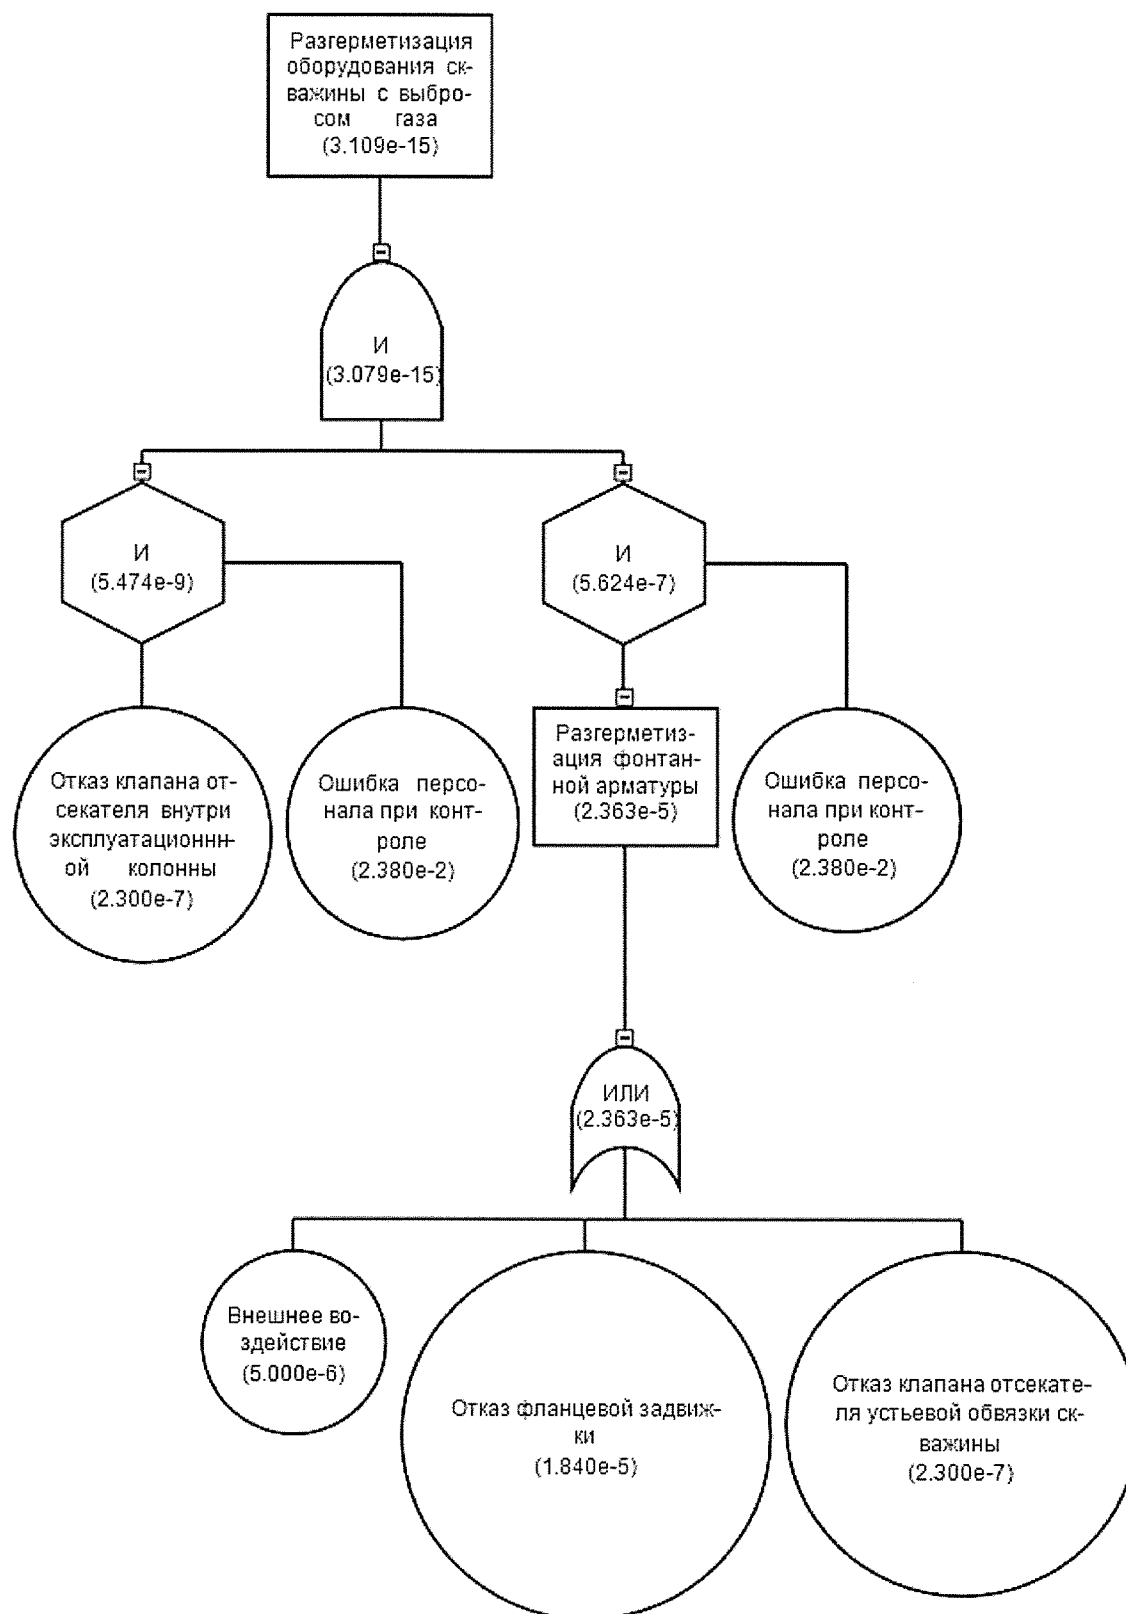 Разгерметизация
оборудования ск-
важины с выбро-
сом газа
(3.109e-15)
И
(3.079e-15)
И
(5.474e-9)
И
(5.624e-7)
Отказ клапана от-
секателя внутри
эксплуатационнн-
ой колонны
(2.300e-7)
Ошибка персо-
нала при конт-
роле
(2.380e-2)
Разгерметиз-
ация фонтан-
ной арматуры
(2.363e-5)
Ошибка персо-
нала при конт-
роле
(2.380e-2)
ИЛИ
(2.363e-5)
Внешнее во-
здействие
(5.000e-6)
Отказ фланцевой задвиж-
ки
(1.840e-5)
Отказ клапана отсекате-
ля устьевой обвязки ск-
важины
(2.300e-7)